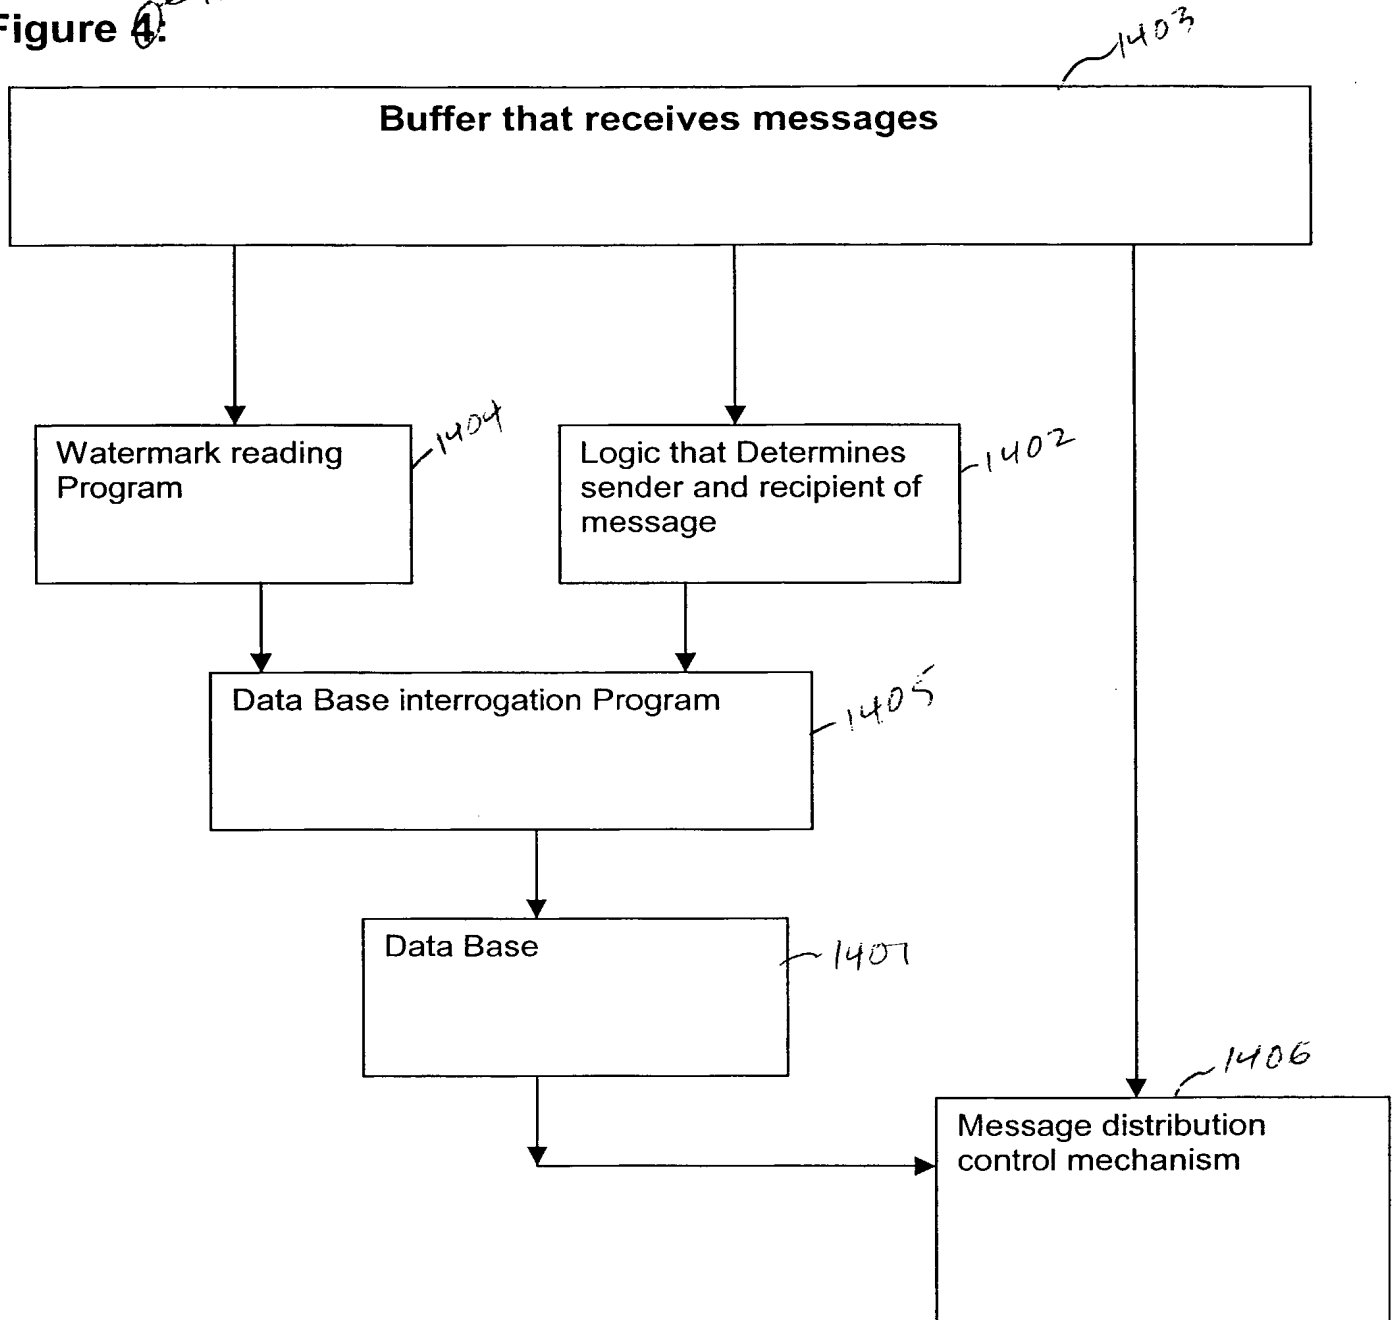 Figure 4:
1403
Buffer that receives messages
Watermark reading
Program
1404
Logic that Determines
sender and recipient of
message
1402
Data Base interrogation Program
1405
Data Base
1407
1406
Message distribution
control mechanism